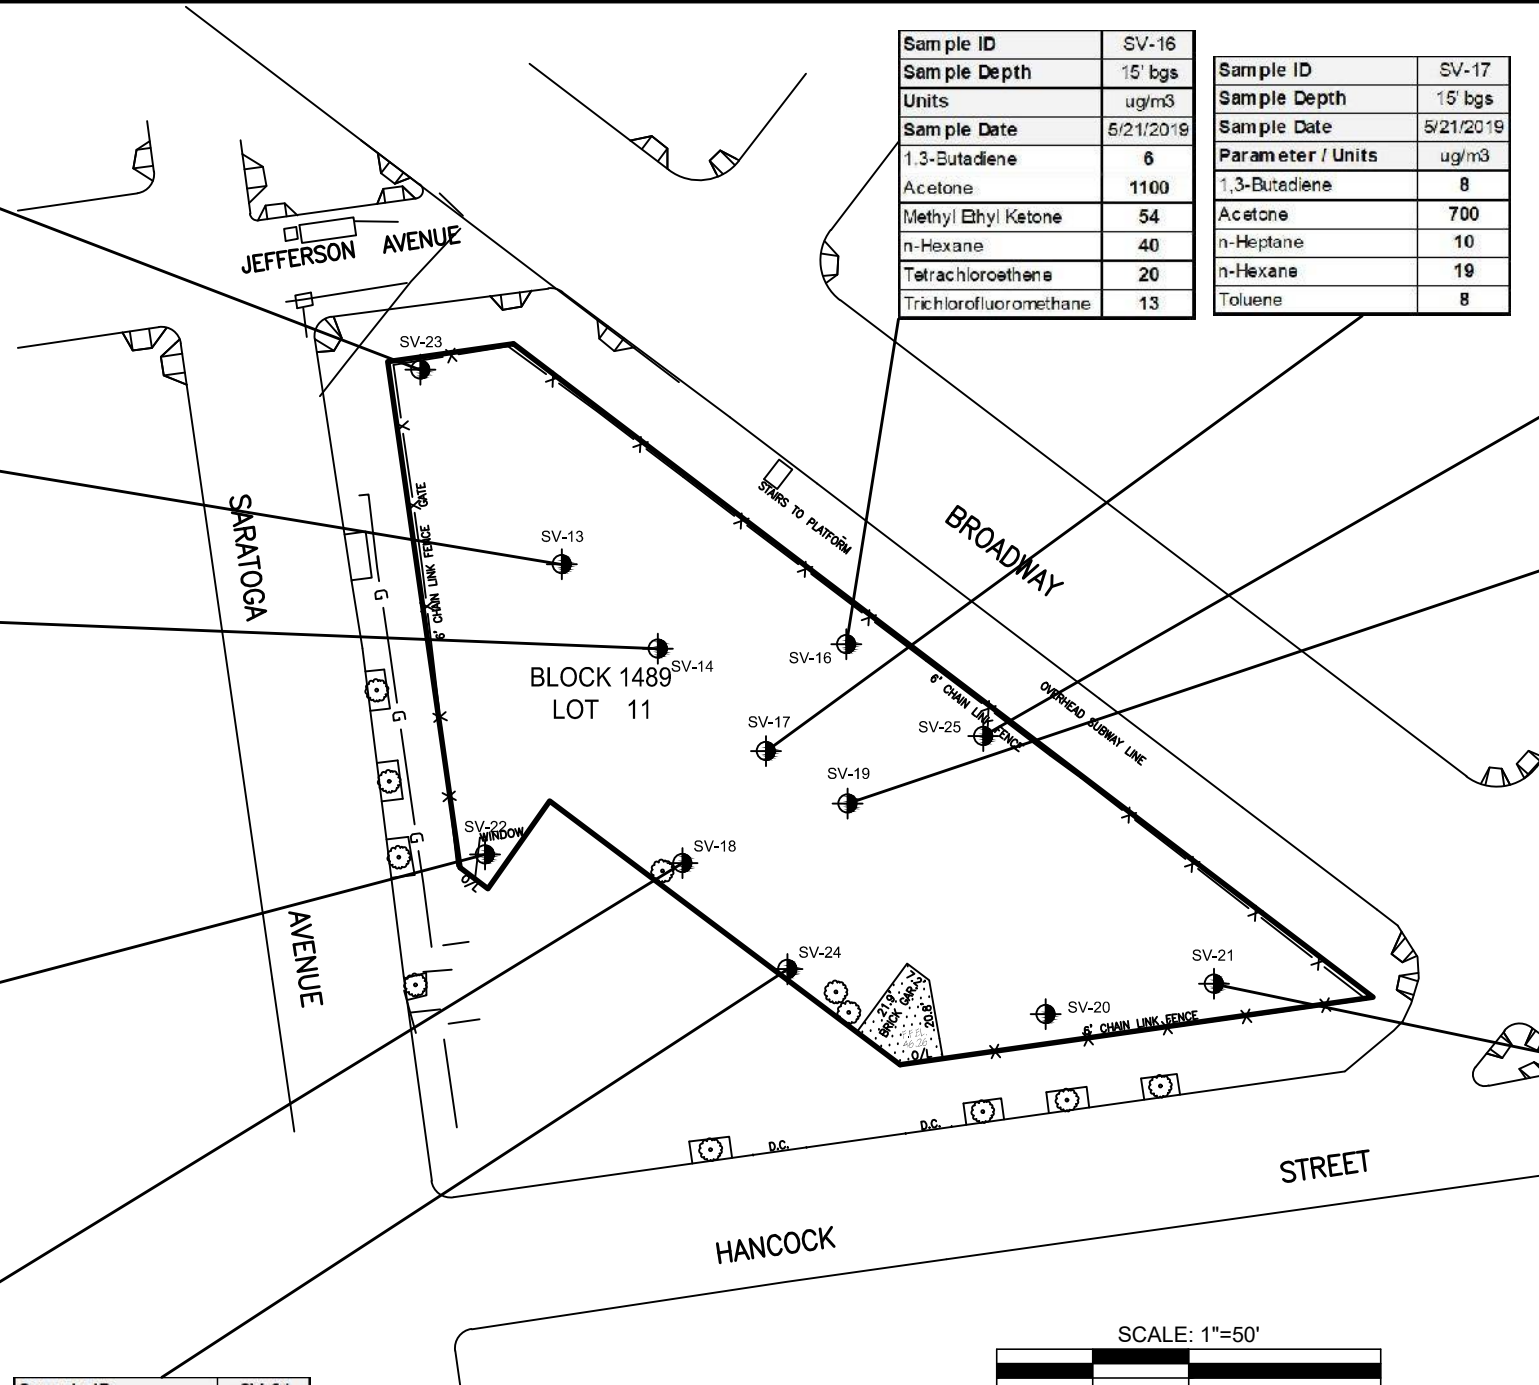 Sample ID SV-16
Sample Depth 15' bgs
Units ug/m3
Sample Date 5/21/2019
1,3-Butadiene 6
Acetone 1100
Methyl Ethyl Ketone 54
n-Hexane 40
Tetrachloroethene 20
Trichlorofluoromethane 13
Sample ID SV-17
Sample Depth 15' bgs
Sample Date 5/21/2019
Parameter / Units ug/m3
1,3-Butadiene 8
Acetone 700
n-Heptane 10
n-Hexane 19
Toluene 8
JEFFERSON AVENUE
SV-23
6' CHAIN LINK FENCE GATE
STAIRS TO PLATFORM
BROADWAY
SARATOGA
SV-13
G
SV-14
SV-16
BLOCK 1489
LOT 11
6' CHAIN LINK FENCE
OVERHEAD SUBWAY LINE
G
SV-17
SV-25
SV-19
SV-22
WINDOW
G
SV-18
O/L
AVENUE
SV-24
SV-21
7.2'
21.9'
BRICK GAR.
20.8'
O/L
SV-20
6' CHAIN LINK FENCE
D.C.
D.C.
STREET
HANCOCK
SCALE: 1"=50'